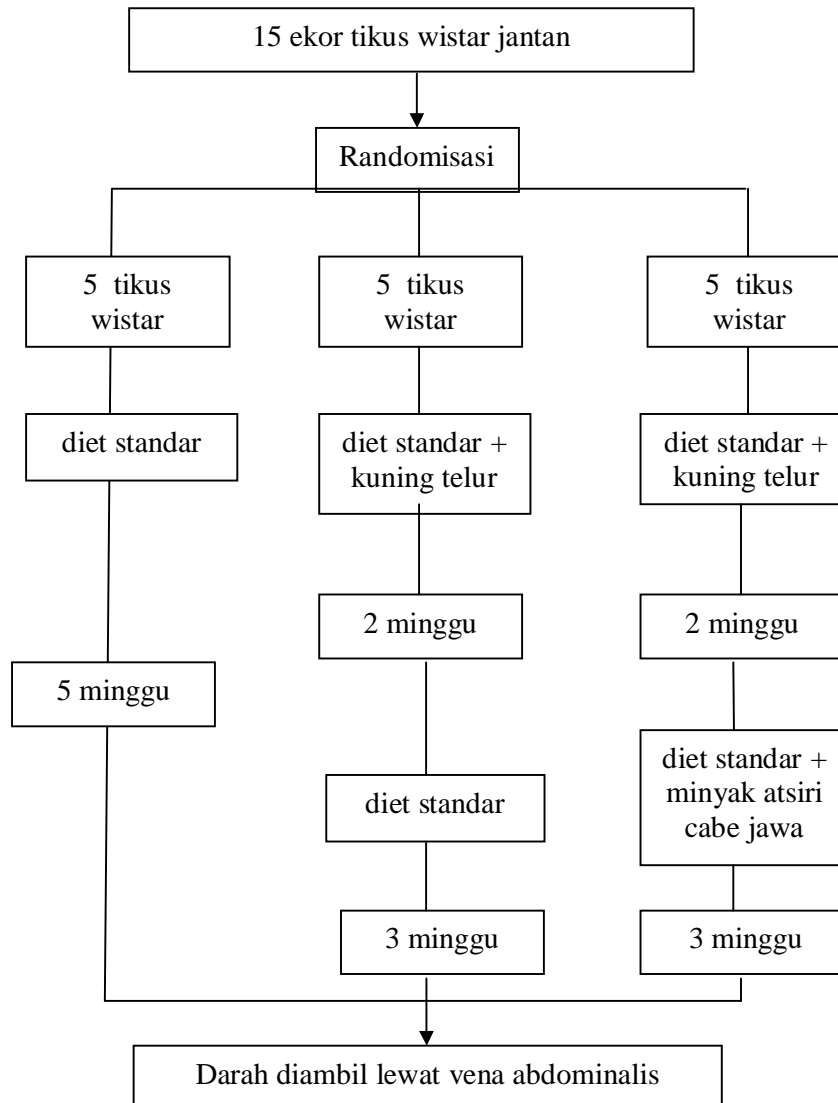 15 ekor tikus wistar jantan
Randomisasi
5 tikus
wistar
5 tikus
wistar
5 tikus
wistar
diet standar
diet standar +
kuning telur
diet standar +
kuning telur
2 minggu
2 minggu
5 minggu
diet standar
diet standar +
minyak atsiri
cabe jawa
3 minggu
3 minggu
Darah diambil lewat vena abdominalis